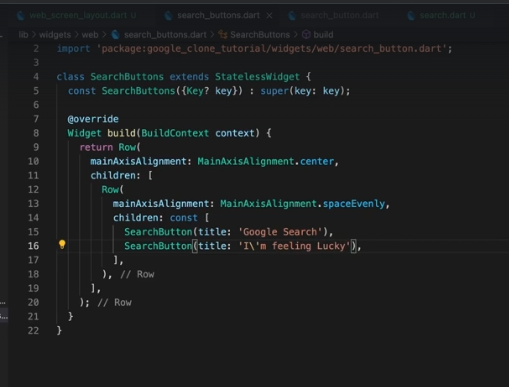 web_screen_layout.dart U search_buttons.dart × search_button.dart U search.dart U
lib > widgets > web > search_buttons.dart > SearchButtons > build
2 import 'package:google_clone_tutorial/widgets/web/search_button.dart';
3
4 class SearchButtons extends StatelessWidget {
5 const SearchButtons({Key? key}) : super(key: key);
6
7 @override
8 Widget build(BuildContext context) {
9 return Row(
10 mainAxisAlignment: MainAxisAlignment.center,
11 children: [
12 Row(
13 mainAxisAlignment: MainAxisAlignment.spaceEvenly,
14 children: const [
15 SearchButton(title: 'Google Search'),
16 SearchButton(title: 'I\'m feeling Lucky'),
17 ],
18 ), // Row
19 ],
20 ); // Row
21 }
22 }